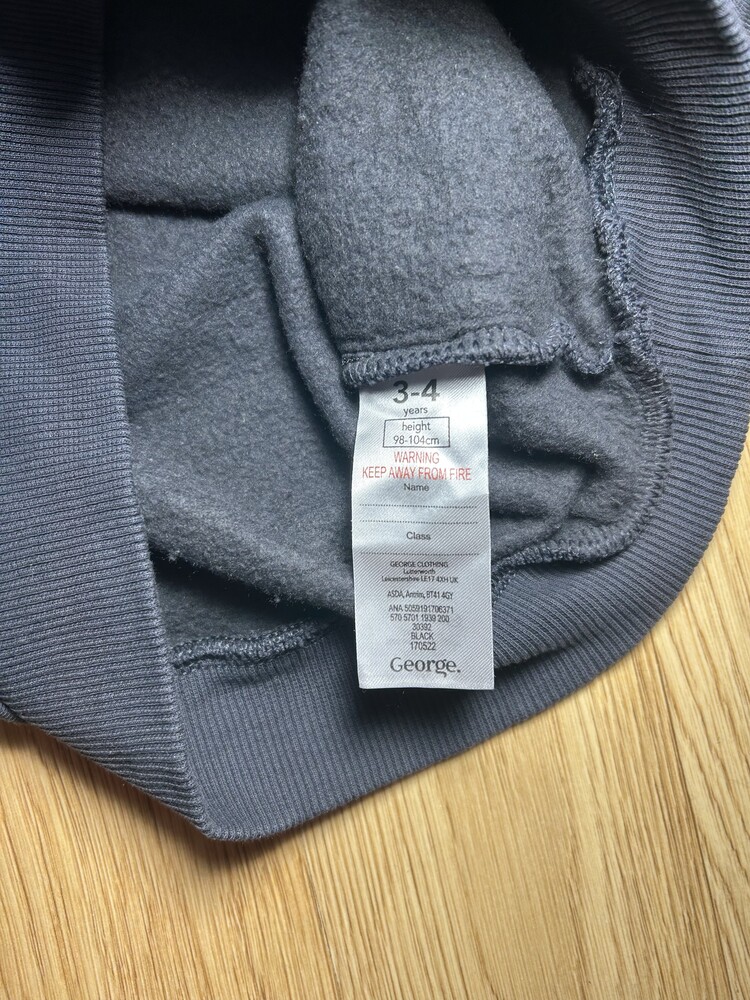 3-4
years
height
98-104cm
WARNING
KEEP AWAY FROM FIRE
Name
Class
GEORGE CLOTHING
Lutterworth
Leicestershire LE17 4XH UK
ASDA, Antrim, BT41 4GY
ANA 5059191706371
570 5701 1939 200
30392
BLACK
170522
George.